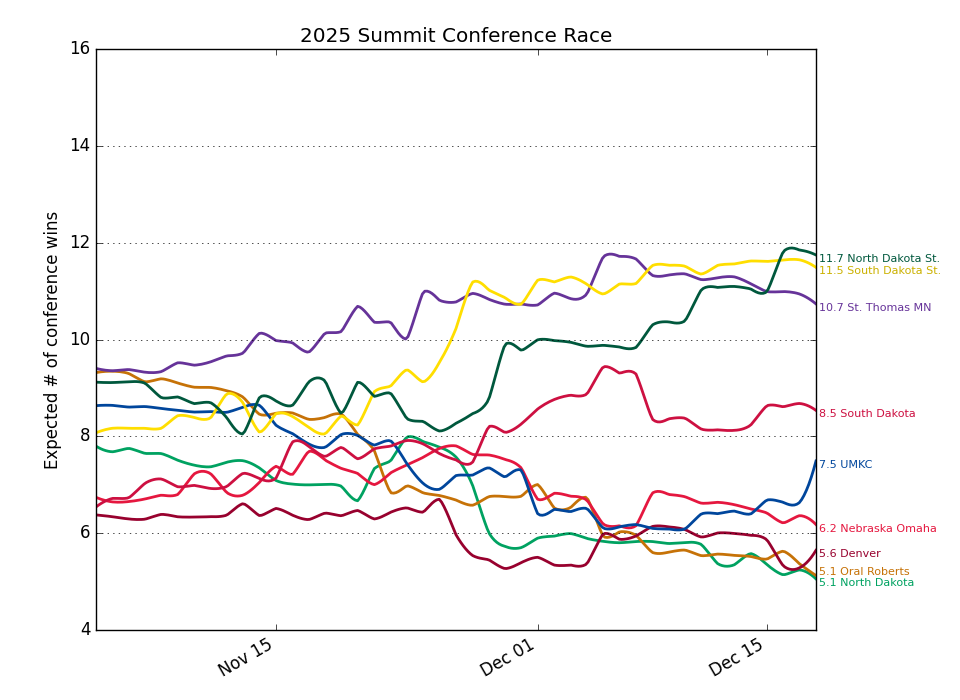 2025 Summit Conference Race
Expected # of conference wins
16
14
12
10
8
6
4
Nov 15
Dec 01
Dec 15
11.7 North Dakota St.
11.5 South Dakota St.
10.7 St. Thomas MN
8.5 South Dakota
7.5 UMKC
6.2 Nebraska Omaha
5.6 Denver
5.1 Oral Roberts
5.1 North Dakota